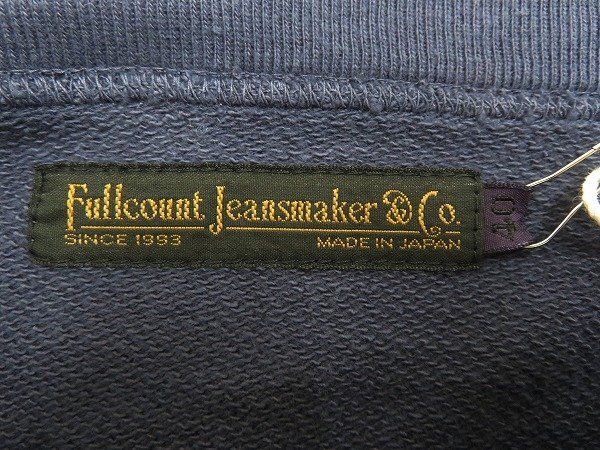 Fullcount Jeansmaker & Co.
SINCE 1993 MADE IN JAPAN
40